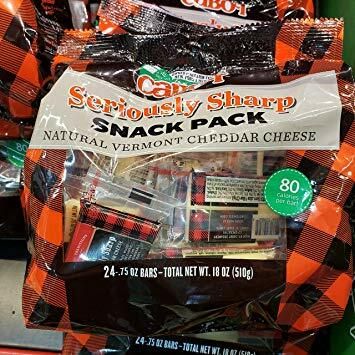 CABOT
Cabot
Seriously Sharp
SNACK PACK
NATURAL VERMONT CHEDDAR CHEESE
80
calories
per bar!
24-.75 OZ BARS–TOTAL NET WT. 18 OZ (510g)
24-.75 OZ BARS–TOTAL NET WT. 18 OZ (510g)